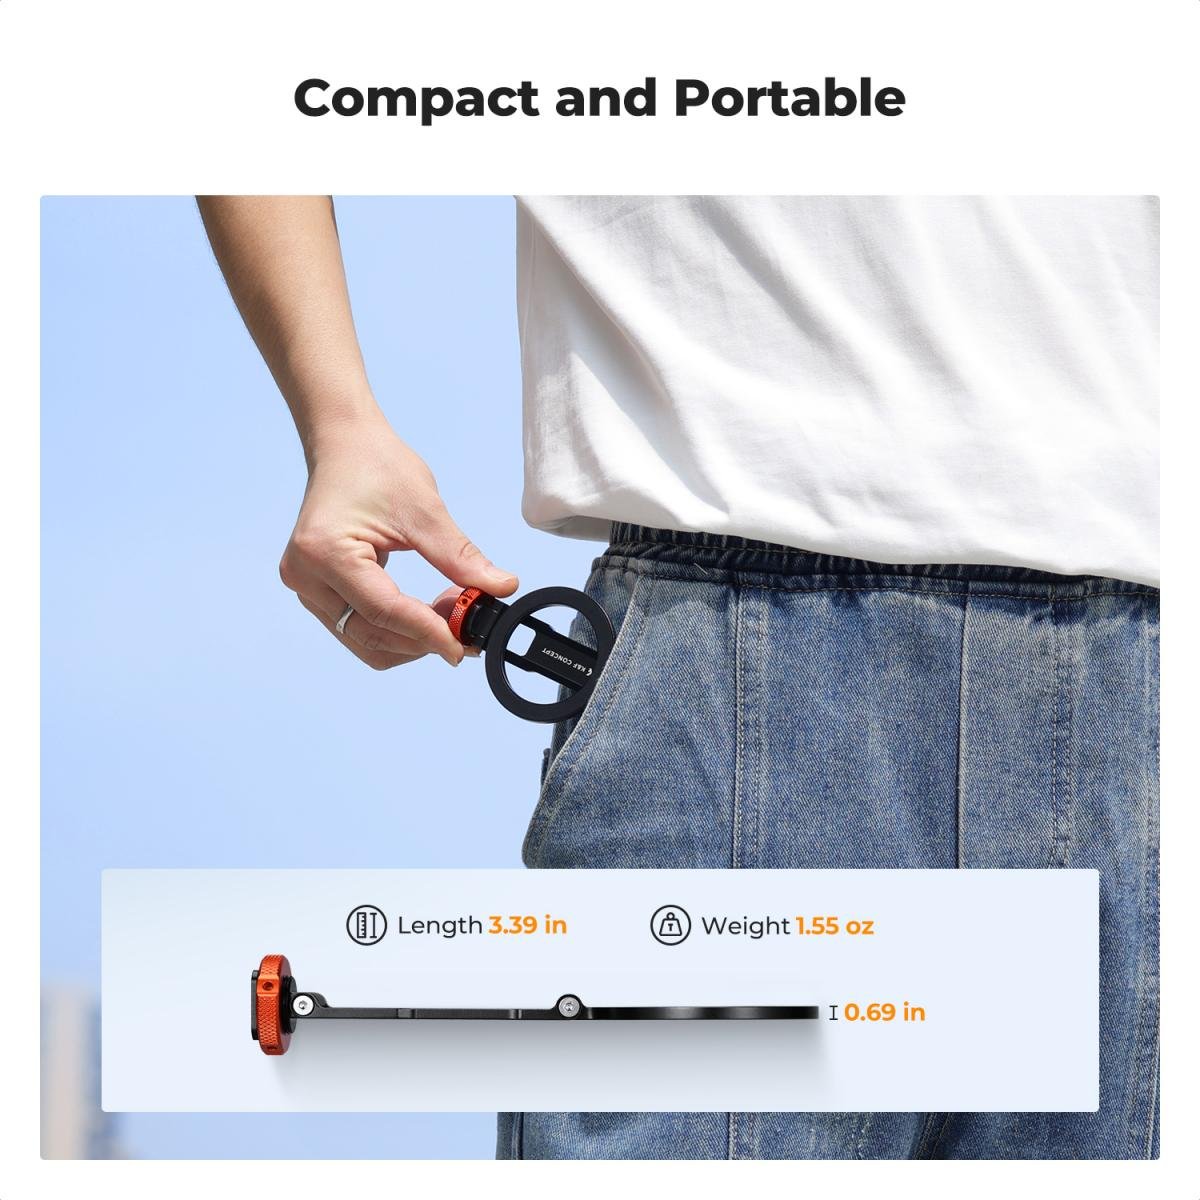 Compact and Portable
K&F CONCEPT
Length 3.39 in
Weight 1.55 oz
0.69 in